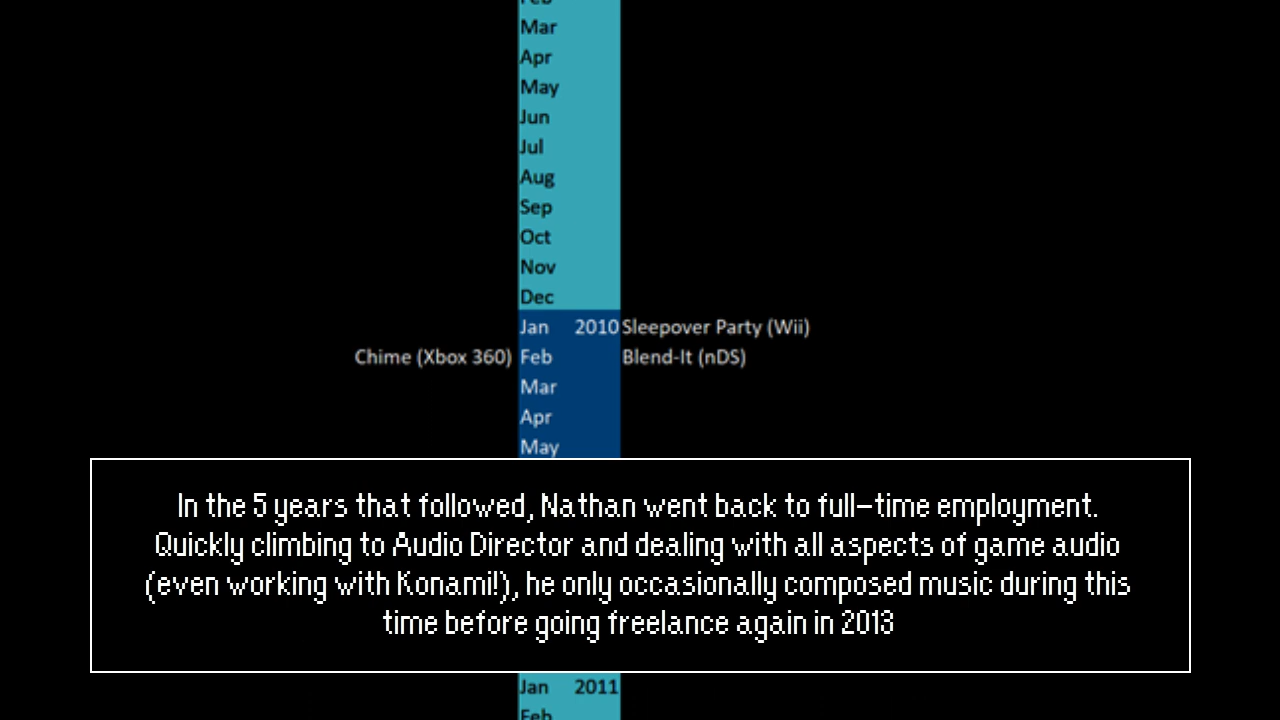 Feb
Mar
Apr
May
Jun
Jul
Aug
Sep
Oct
Nov
Dec
Jan 2010 Sleepover Party (Wii)
Chime (Xbox 360) Feb Blend-It (nDS)
Mar
Apr
May
In the 5 years that followed, Nathan went back to full-time employment.
Quickly climbing to Audio Director and dealing with all aspects of game audio
(even working with Konami!), he only occasionally composed music during this
time before going freelance again in 2013
Jan 2011
Feb